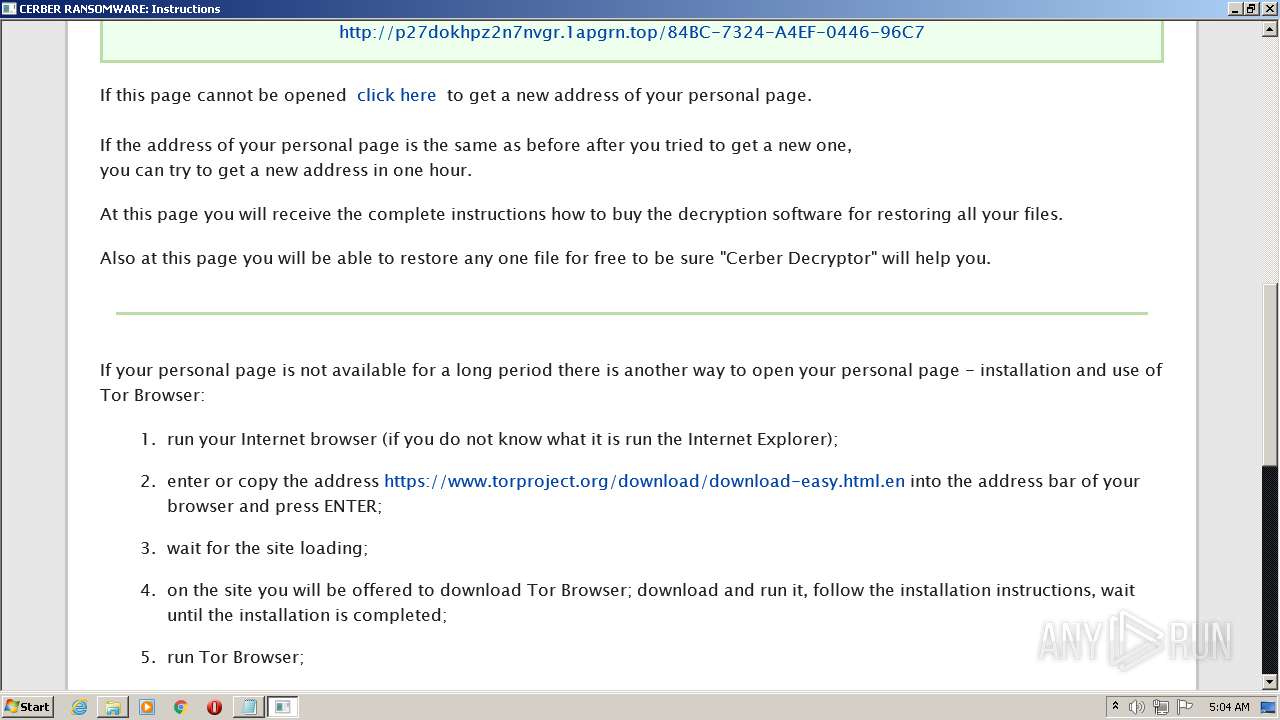 CERBER RANSOMWARE: Instructions
http://p27dokhpz2n7nvgr.1apgrn.top/84BC-7324-A4EF-0446-96C7
If this page cannot be opened click here to get a new address of your personal page.
If the address of your personal page is the same as before after you tried to get a new one,
you can try to get a new address in one hour.
At this page you will receive the complete instructions how to buy the decryption software for restoring all your files.
Also at this page you will be able to restore any one file for free to be sure "Cerber Decryptor" will help you.
If your personal page is not available for a long period there is another way to open your personal page - installation and use of
Tor Browser:
1. run your Internet browser (if you do not know what it is run the Internet Explorer);
2. enter or copy the address https://www.torproject.org/download/download-easy.html.en into the address bar of your
browser and press ENTER;
3. wait for the site loading;
4. on the site you will be offered to download Tor Browser; download and run it, follow the installation instructions, wait
until the installation is completed;
5. run Tor Browser;
ANY RUN
Start
5:04 AM